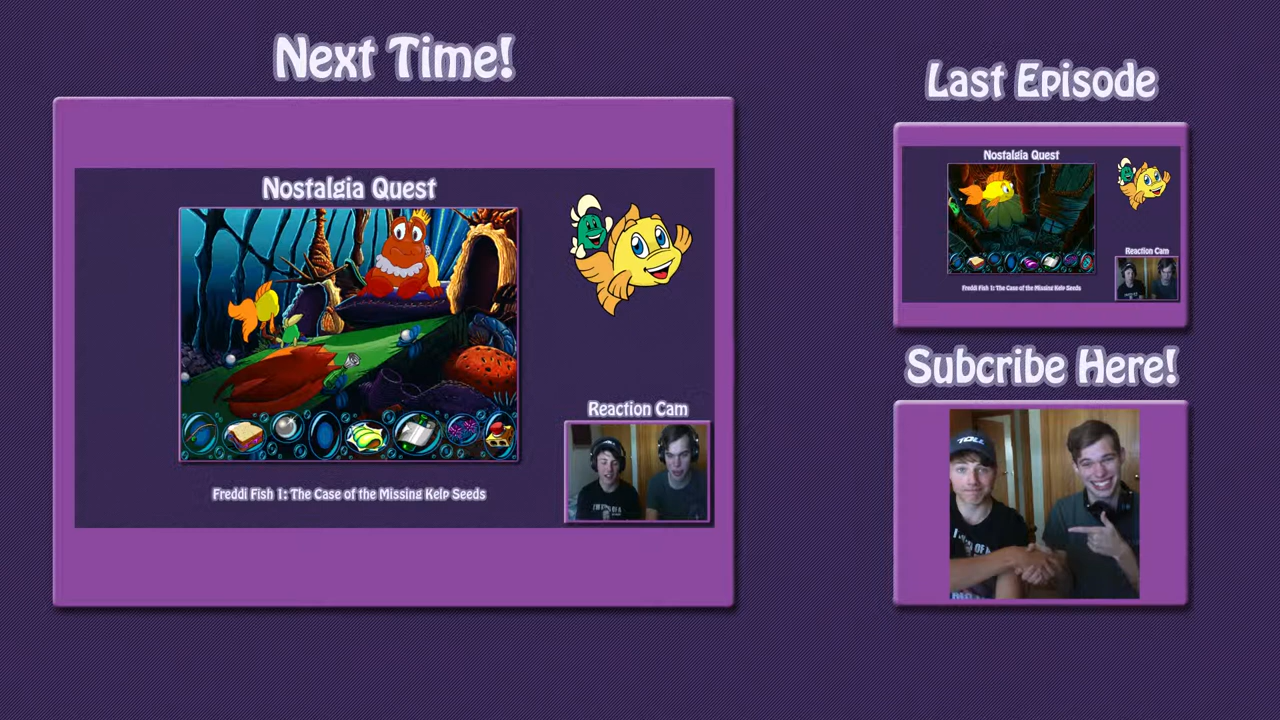 Next Time!
Nostalgia Quest
Reaction Cam
Freddi Fish 1: The Case of the Missing Kelp Seeds
Last Episode
Nostalgia Quest
Reaction Cam
Freddi Fish 1: The Case of the Missing Kelp Seeds
Subcribe Here!
TOLL